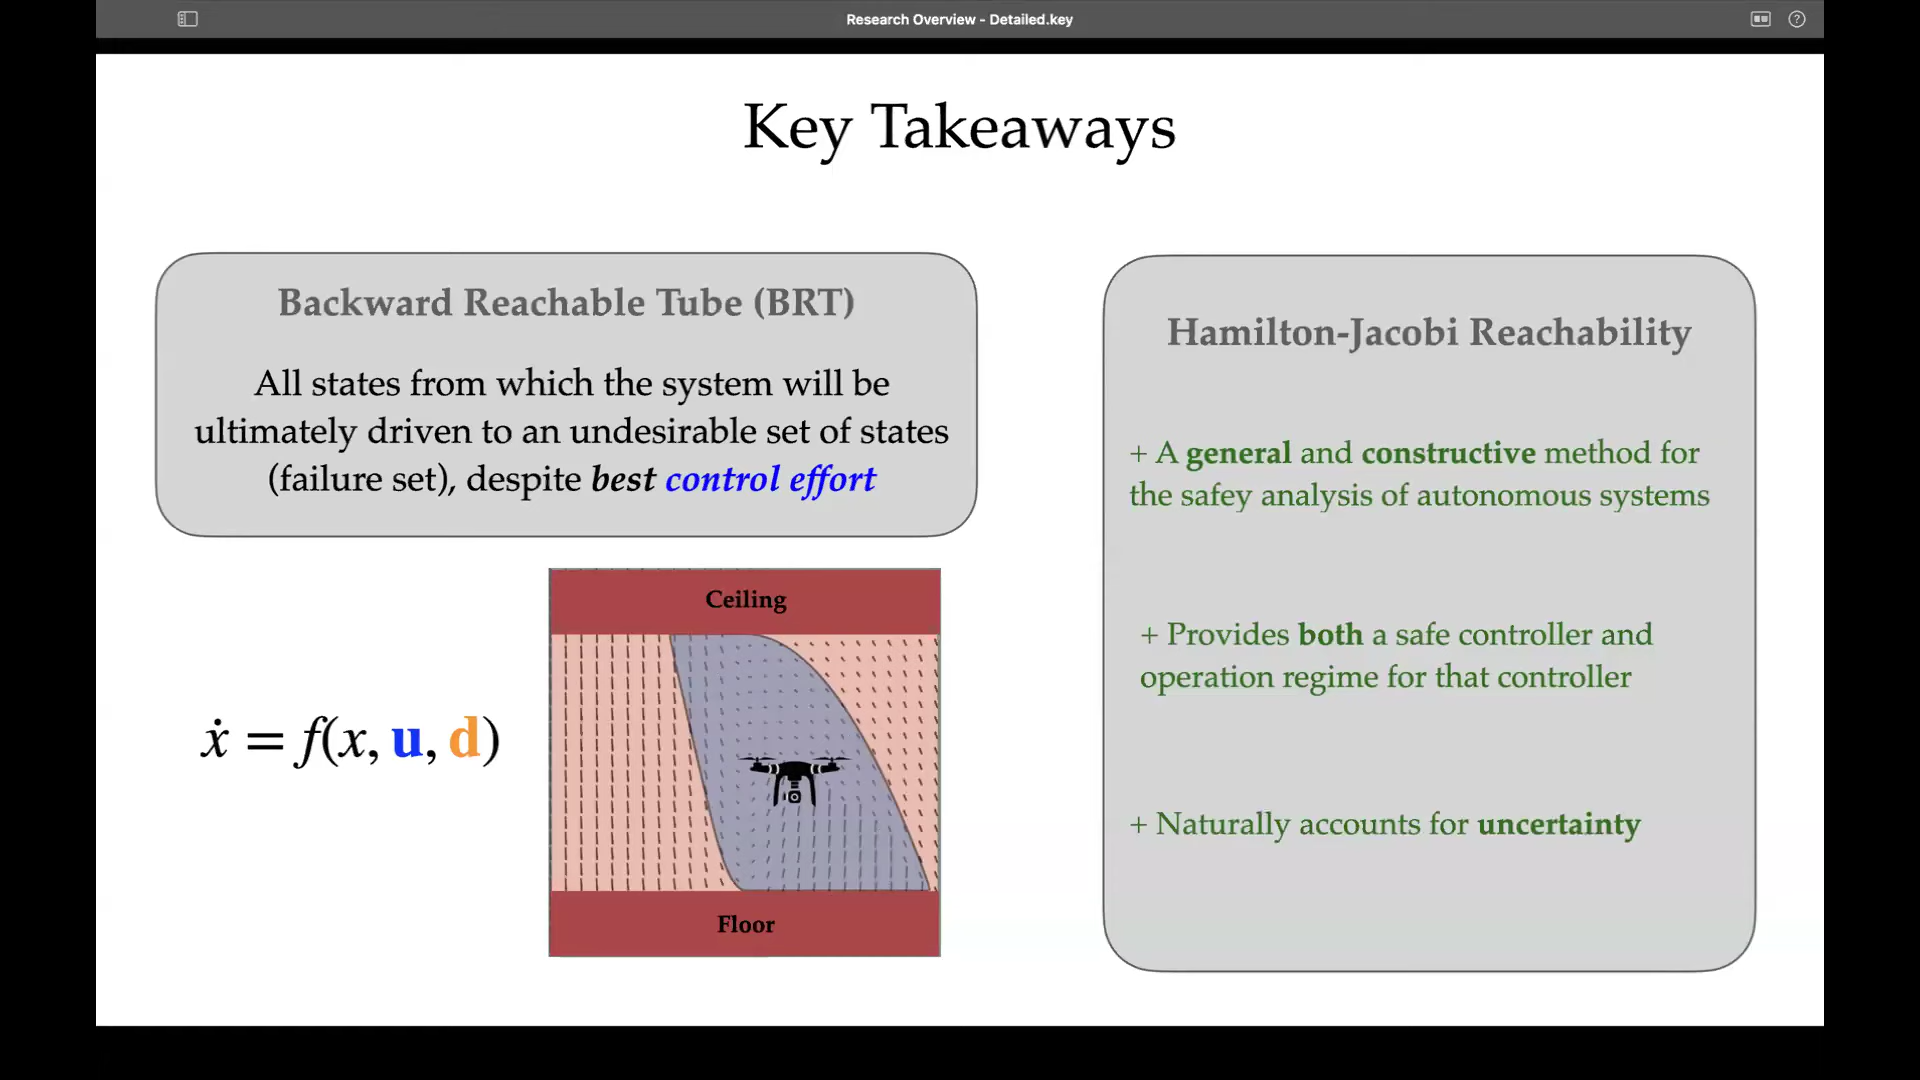 Research Overview - Detailed.key
Key Takeaways
Backward Reachable Tube (BRT)
All states from which the system will be
ultimately driven to an undesirable set of states
(failure set), despite best control effort
ẋ = f(x, u, d)
Ceiling
Floor
Hamilton-Jacobi Reachability
+ A general and constructive method for
the safey analysis of autonomous systems
+ Provides both a safe controller and
operation regime for that controller
+ Naturally accounts for uncertainty